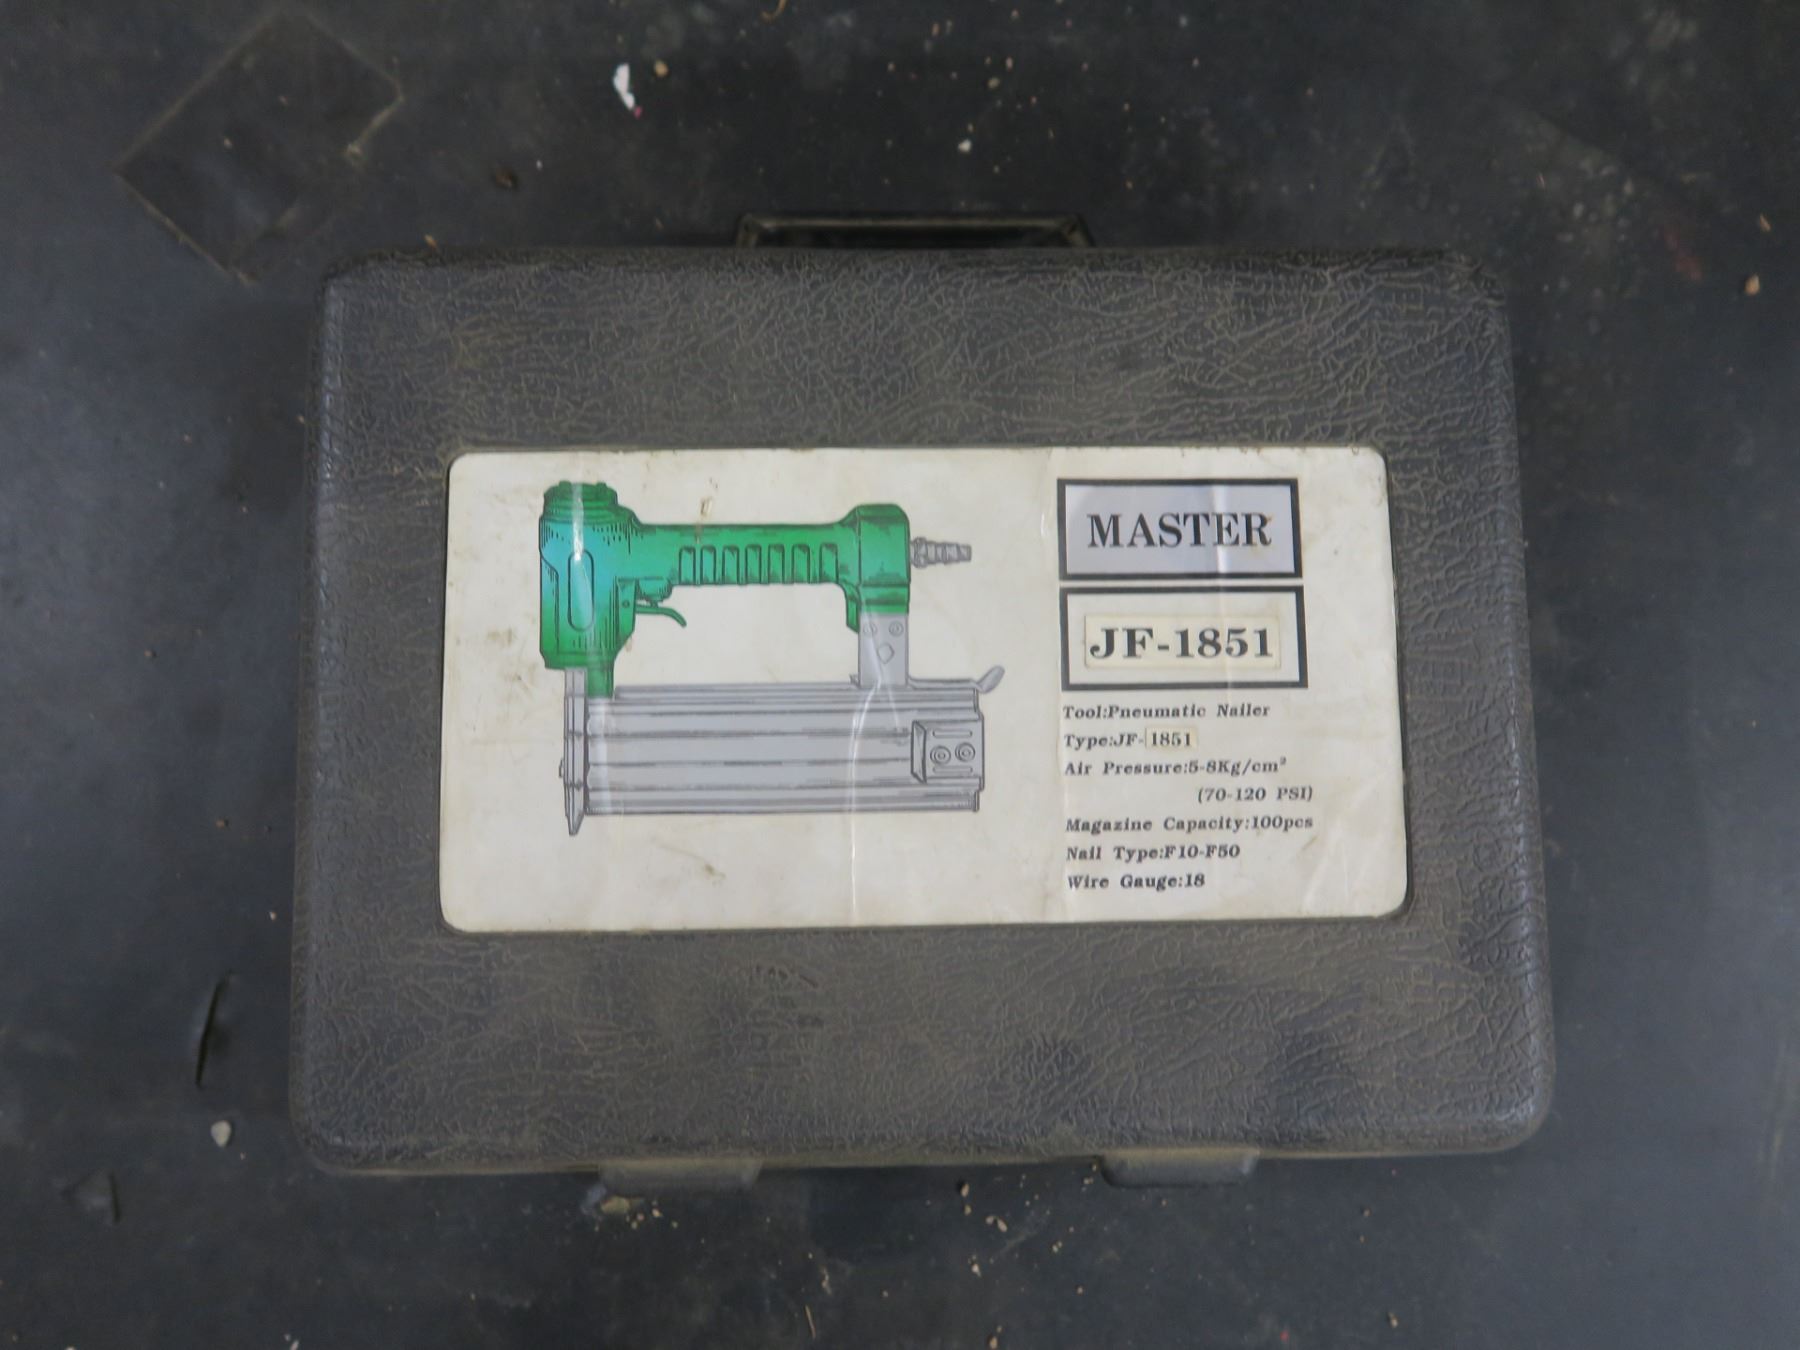 MASTER
JF-1851
Tool:Pneumatic Nailer
Type:JF-1851
Air Pressure:5-8Kg/cm²
(70-120 PSI)
Magazine Capacity:100pcs
Nail Type:F10-F50
Wire Gauge:18